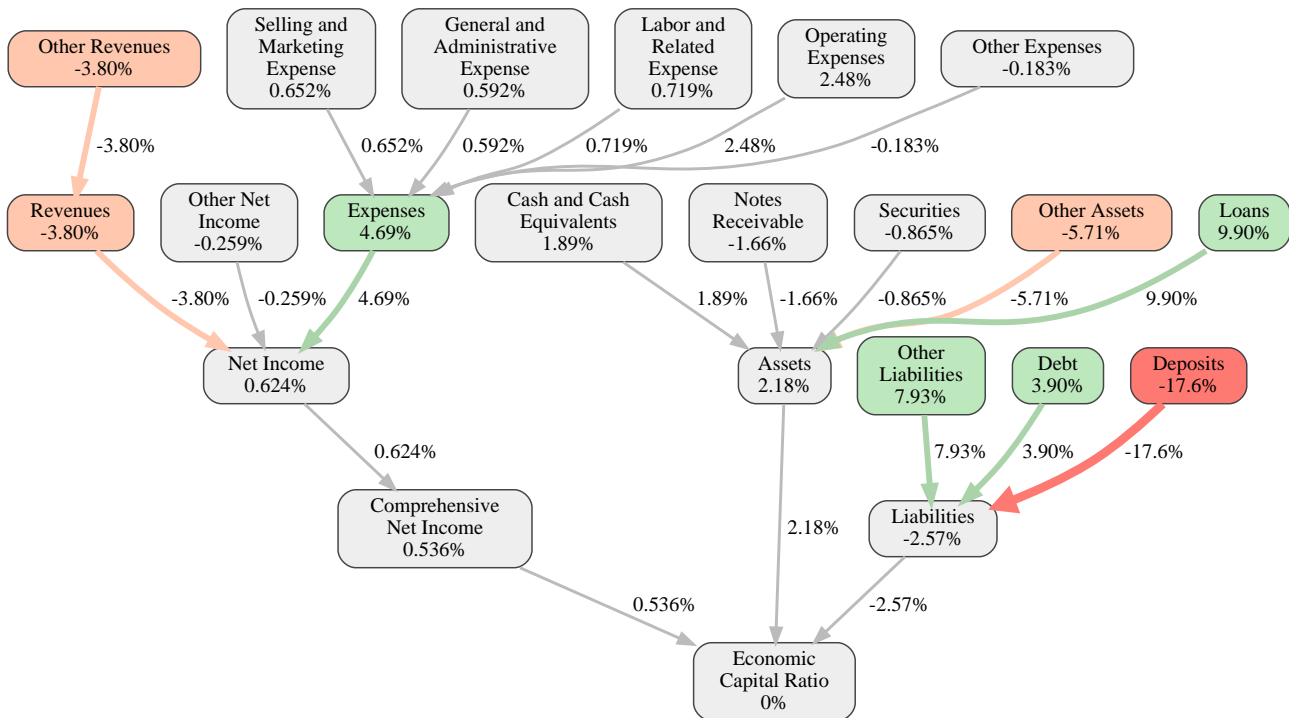 Other Revenues
-3.80%
Selling and
Marketing
Expense
0.652%
General and
Administrative
Expense
0.592%
Labor and
Related
Expense
0.719%
Operating
Expenses
2.48%
Other Expenses
-0.183%
-3.80%
0.652%
0.592%
0.719%
2.48%
-0.183%
Revenues
-3.80%
Other Net
Income
-0.259%
Expenses
4.69%
Cash and Cash
Equivalents
1.89%
Notes
Receivable
-1.66%
Securities
-0.865%
Other Assets
-5.71%
Loans
9.90%
-3.80%
-0.259%
4.69%
1.89%
-1.66%
-0.865%
-5.71%
9.90%
Net Income
0.624%
Assets
2.18%
Other
Liabilities
7.93%
Debt
3.90%
Deposits
-17.6%
0.624%
7.93%
3.90%
-17.6%
Comprehensive
Net Income
0.536%
2.18%
Liabilities
-2.57%
0.536%
-2.57%
Economic
Capital Ratio
0%